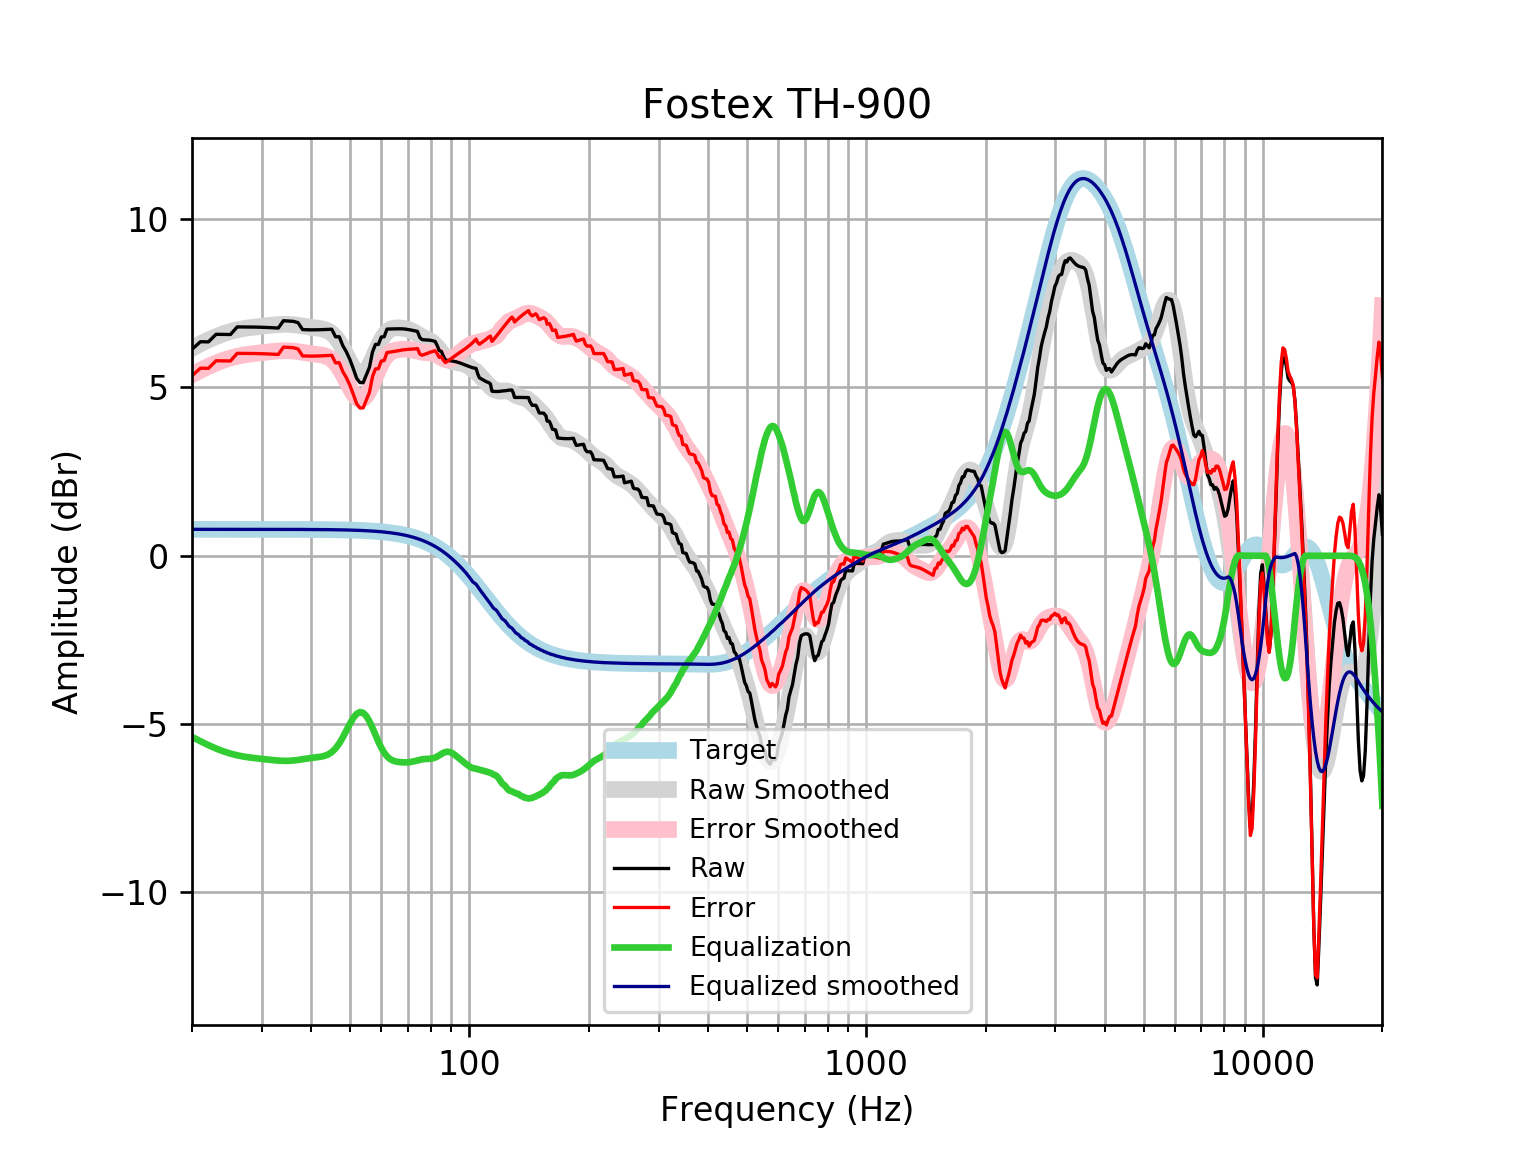 Fostex TH-900
10
5
0
−5
−10
Amplitude (dBr)
Target
Raw Smoothed
Error Smoothed
Raw
Error
Equalization
Equalized smoothed
100
1000
10000
Frequency (Hz)